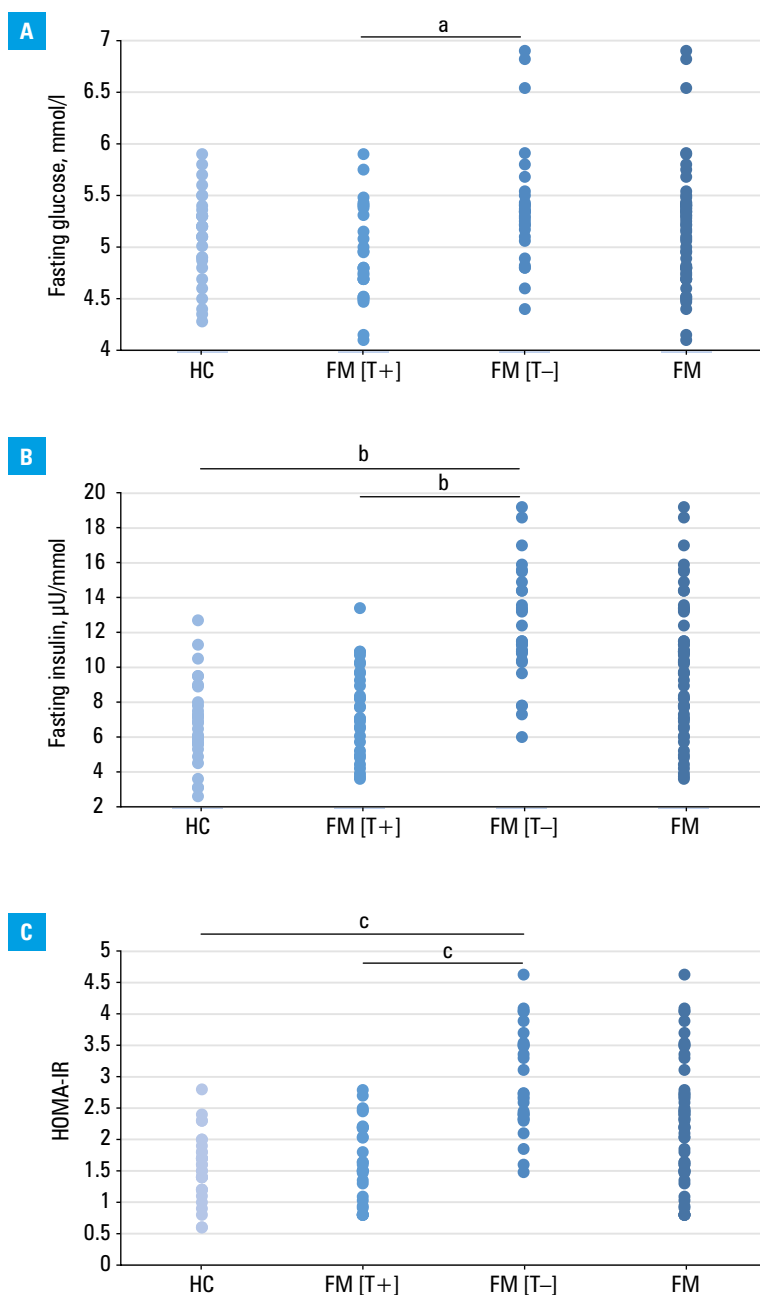 A
a
Fasting glucose, mmol/l
7
6.5
6
5.5
5
4.5
4
HC FM [T+] FM [T–] FM
B
b
b
Fasting insulin, µU/mmol
20
18
16
14
12
10
8
6
4
2
HC FM [T+] FM [T–] FM
C
c
c
HOMA-IR
5
4.5
4
3.5
3
2.5
2
1.5
1
0.5
0
HC FM [T+] FM [T–] FM